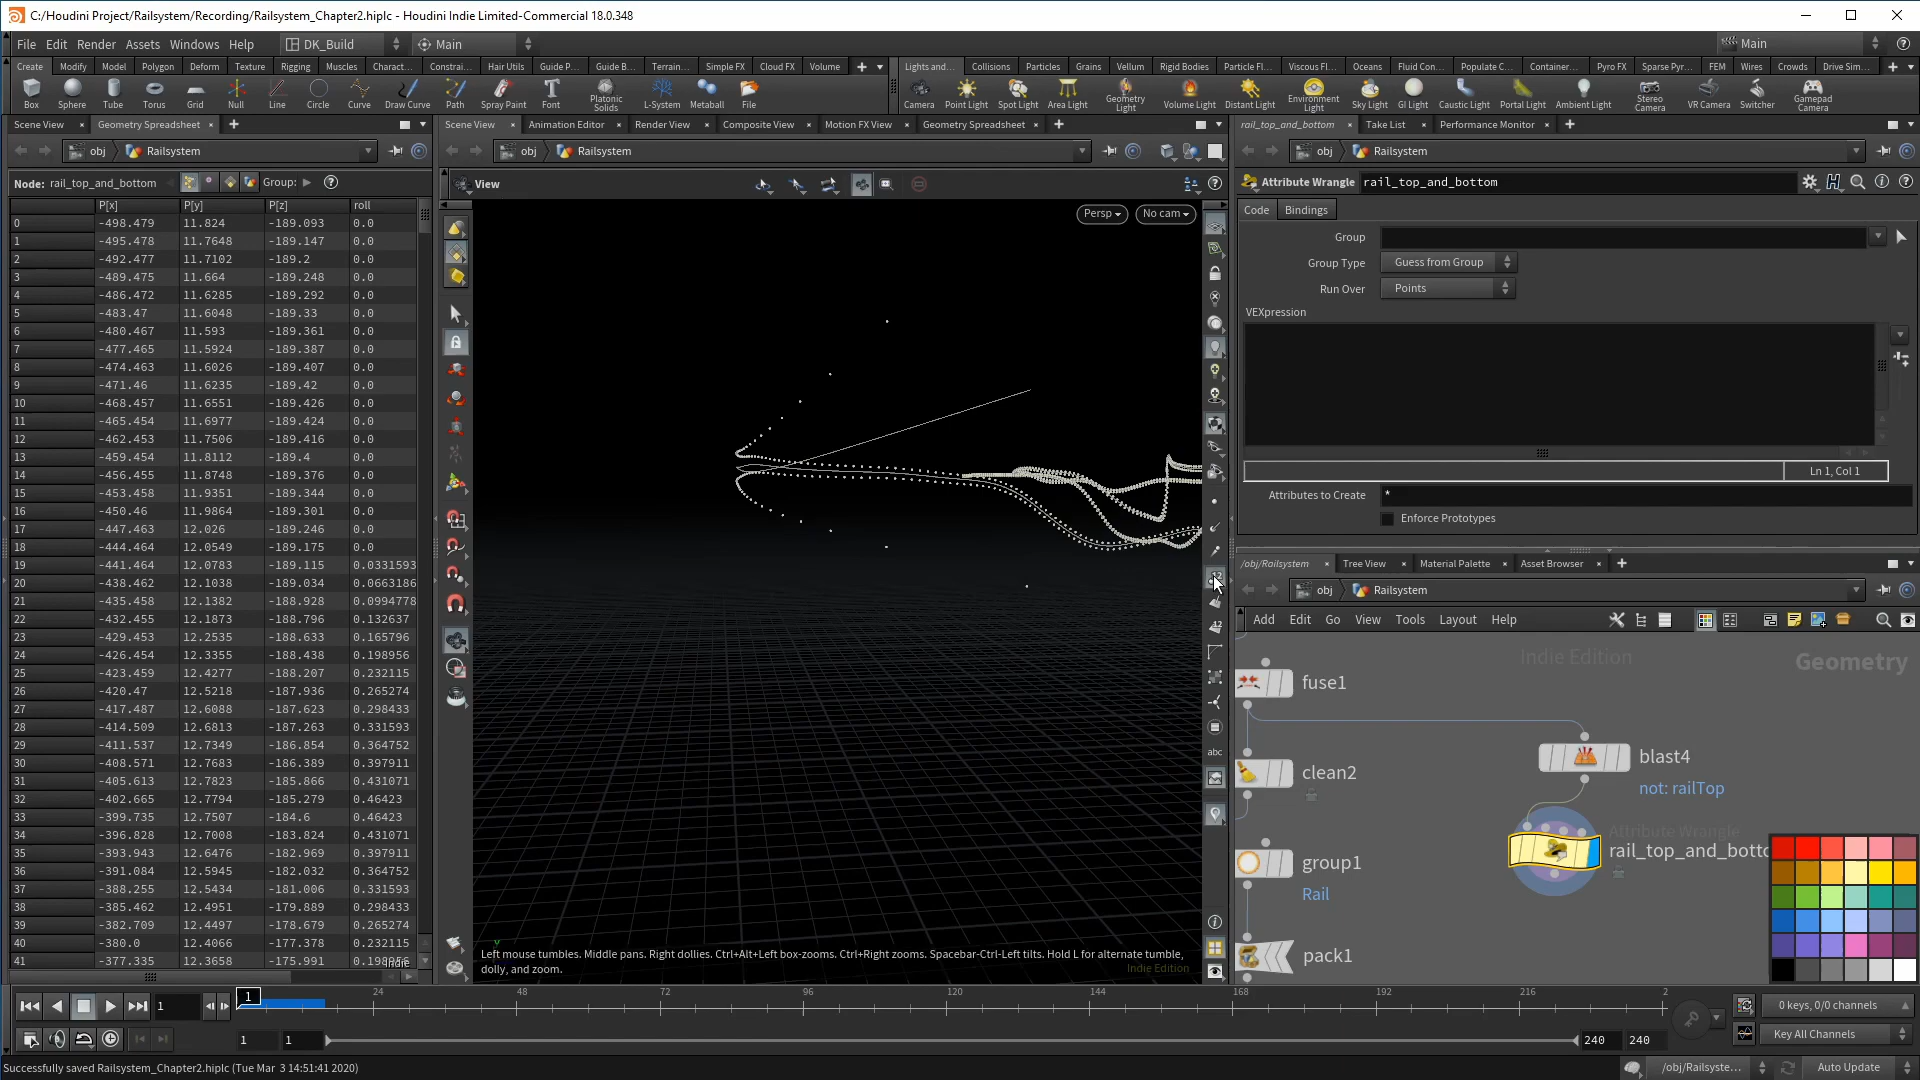 C:/Houdini Project/Railsystem/Recording/Railsystem_Chapter2.hiplc - Houdini Indie Limited-Commercial 18.0.348
File Edit Render Assets Windows Help DK_Build Main Main
Create Modify Model Polygon Deform Texture Rigging Muscles Charact... Constrai... Hair Utils Guide P... Guide B... Terrain... Simple FX Cloud FX Volume
Lights and... Collisions Particles Grains Vellum Rigid Bodies Particle Fl... Viscous Fl... Oceans Fluid Con... Populate C... Container... Pyro FX Sparse Pyr... FEM Wires Crowds Drive Sim...
Box Sphere Tube Torus Grid Null Line Circle Curve Draw Curve Path Spray Paint Font Platonic Solids L-System Metaball File
Camera Point Light Spot Light Area Light Geometry Light Volume Light Distant Light Environment Light Sky Light GI Light Caustic Light Portal Light Ambient Light Stereo Camera VR Camera Switcher Gamepad Camera
Scene View Geometry Spreadsheet
obj Railsystem
Node: rail_top_and_bottom Group:
P[x] P[y] P[z] roll
0 -498.479 11.824 -189.093 0.0
1 -495.478 11.7648 -189.147 0.0
2 -492.477 11.7102 -189.2 0.0
3 -489.475 11.664 -189.248 0.0
4 -486.472 11.6285 -189.292 0.0
5 -483.47 11.6048 -189.33 0.0
6 -480.467 11.593 -189.361 0.0
7 -477.465 11.5924 -189.387 0.0
8 -474.463 11.6026 -189.407 0.0
9 -471.46 11.6235 -189.42 0.0
10 -468.457 11.6551 -189.426 0.0
11 -465.454 11.6977 -189.424 0.0
12 -462.453 11.7506 -189.416 0.0
13 -459.454 11.8112 -189.4 0.0
14 -456.455 11.8748 -189.376 0.0
15 -453.458 11.9351 -189.344 0.0
16 -450.46 11.9864 -189.301 0.0
17 -447.463 12.026 -189.246 0.0
18 -444.464 12.0549 -189.175 0.0
19 -441.464 12.0783 -189.115 0.0331593
20 -438.462 12.1038 -189.034 0.0663186
21 -435.458 12.1382 -188.928 0.0994778
22 -432.455 12.1873 -188.796 0.132637
23 -429.453 12.2535 -188.633 0.165796
24 -426.454 12.3355 -188.438 0.198956
25 -423.459 12.4277 -188.207 0.232115
26 -420.47 12.5218 -187.936 0.265274
27 -417.487 12.6088 -187.623 0.298433
28 -414.509 12.6813 -187.263 0.331593
29 -411.537 12.7349 -186.854 0.364752
30 -408.571 12.7683 -186.389 0.397911
31 -405.613 12.7823 -185.866 0.431071
32 -402.665 12.7794 -185.279 0.46423
33 -399.735 12.7507 -184.6 0.46423
34 -396.828 12.7008 -183.824 0.431071
35 -393.943 12.6476 -182.969 0.397911
36 -391.084 12.5945 -182.032 0.364752
37 -388.255 12.5434 -181.006 0.331593
38 -385.462 12.4951 -179.889 0.298433
39 -382.709 12.4497 -178.679 0.265274
40 -380.0 12.4066 -177.378 0.232115
41 -377.335 12.3658 -175.991
Scene View Animation Editor Render View Composite View Motion FX View Geometry Spreadsheet
obj Railsystem
View
Persp No cam
abc
Left mouse tumbles. Middle pans. Right dollies. Ctrl+Alt+Left box-zooms. Ctrl+Right zooms. Spacebar-Ctrl-Left tilts. Hold L for alternate tumble,
dolly, and zoom.
Indie Edition
rail_top_and_bottom Take List Performance Monitor
obj Railsystem
Attribute Wrangle rail_top_and_bottom
Code Bindings
Group
Group Type Guess from Group
Run Over Points
VEXpression
Ln 1, Col 1
Attributes to Create *
Enforce Prototypes
/obj/Railsystem Tree View Material Palette Asset Browser
obj Railsystem
Add Edit Go View Tools Layout Help
Indie Edition
Geometry
fuse1
blast4
not: railTop
clean2
Attribute Wrangle
rail_top_and_botto
group1
Rail
pack1
1 1 24 48 72 96 120 144 168 192 216 2
0 keys, 0/0 channels
1 1 240 240
Key All Channels
Successfully saved Railsystem_Chapter2.hiplc (Tue Mar 3 14:51:41 2020)
/obj/Railsyste... Auto Update